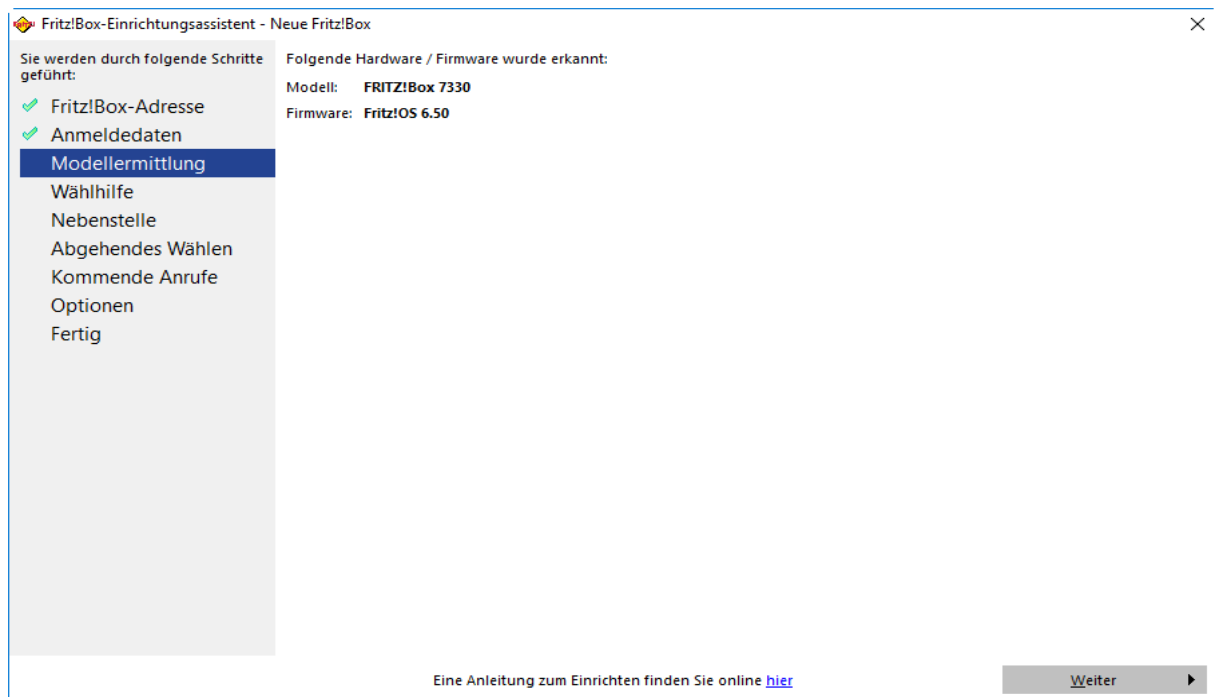 Fritz!Box-Einrichtungsassistent - Neue Fritz!Box
Sie werden durch folgende Schritte
geführt:
Fritz!Box-Adresse
Anmeldedaten
Modellermittlung
Wählhilfe
Nebenstelle
Abgehendes Wählen
Kommende Anrufe
Optionen
Fertig
Folgende Hardware / Firmware wurde erkannt:
Modell: FRITZ!Box 7330
Firmware: Fritz!OS 6.50
Eine Anleitung zum Einrichten finden Sie online hier
Weiter